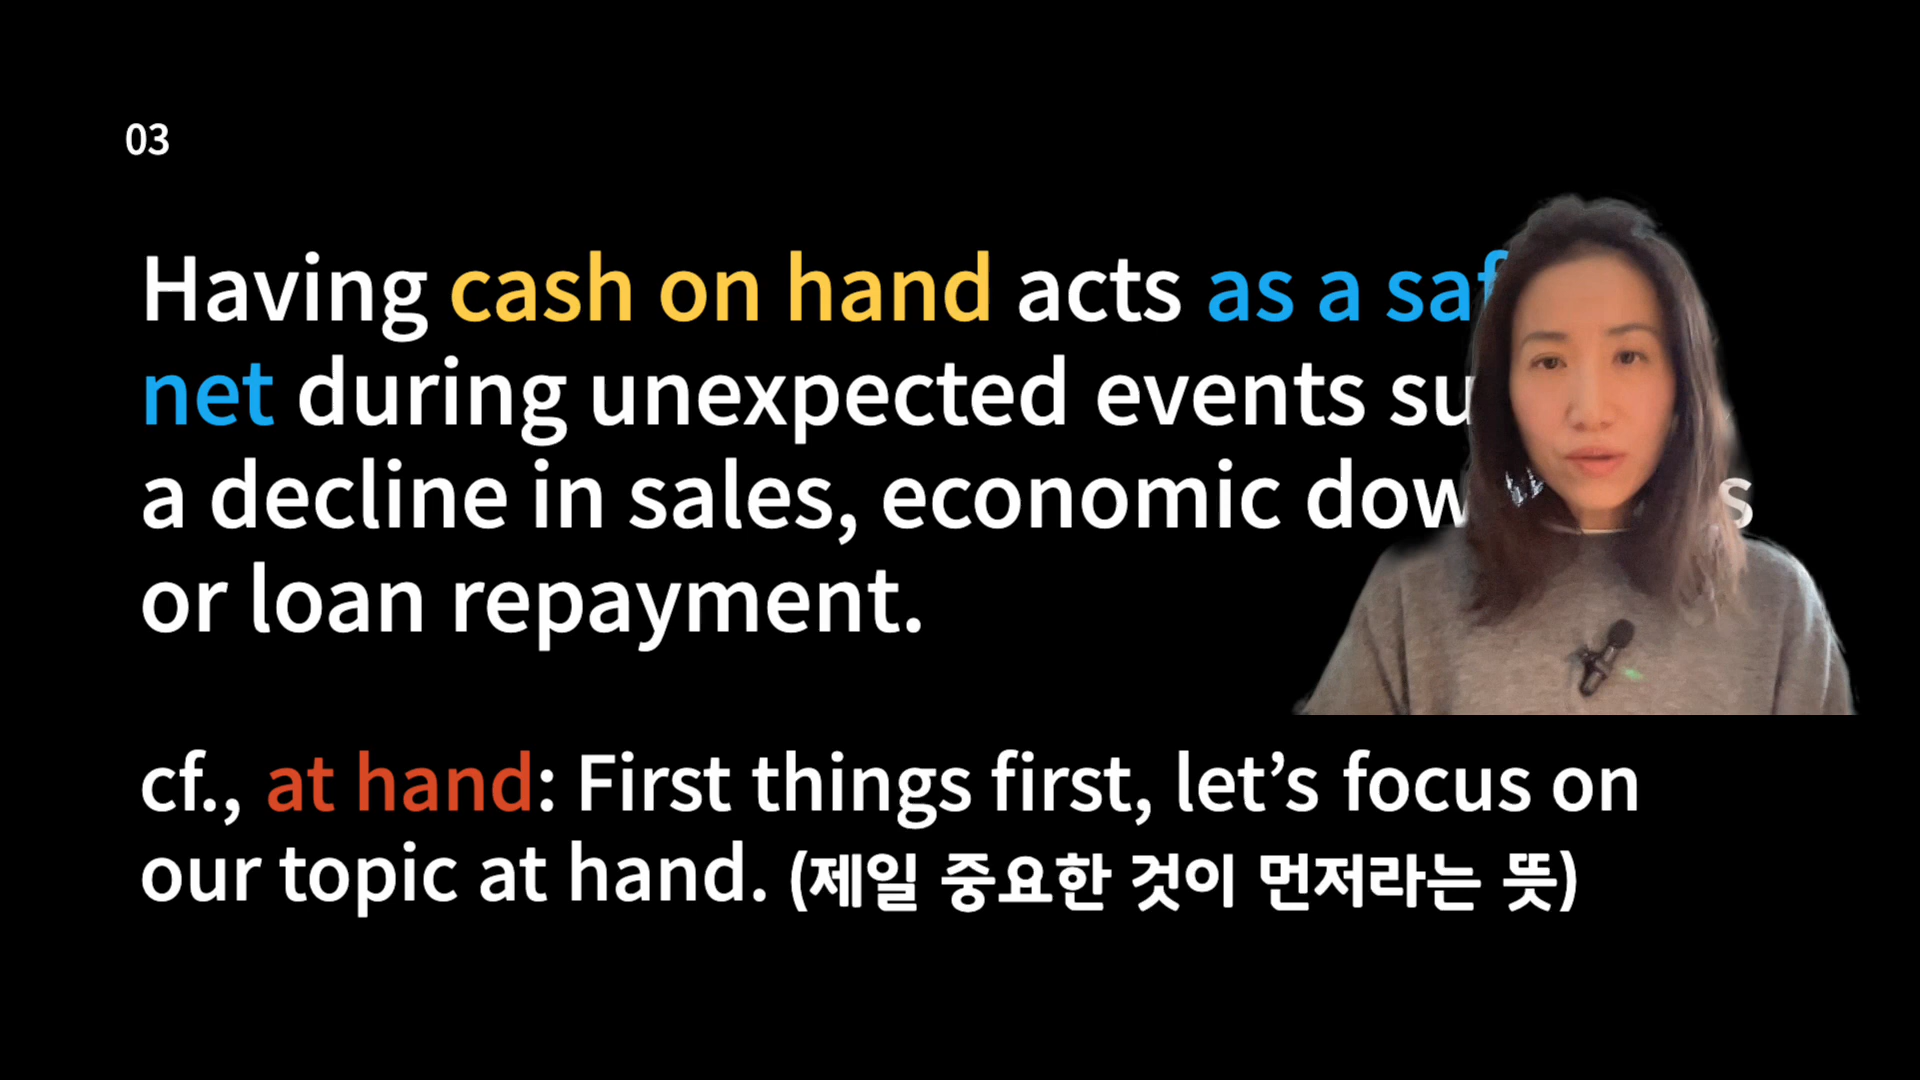 03
Having cash on hand acts as a saf
net during unexpected events su
a decline in sales, economic dow s
or loan repayment.
cf., at hand: First things first, let’s focus on
our topic at hand. (제일 중요한 것이 먼저라는 뜻)